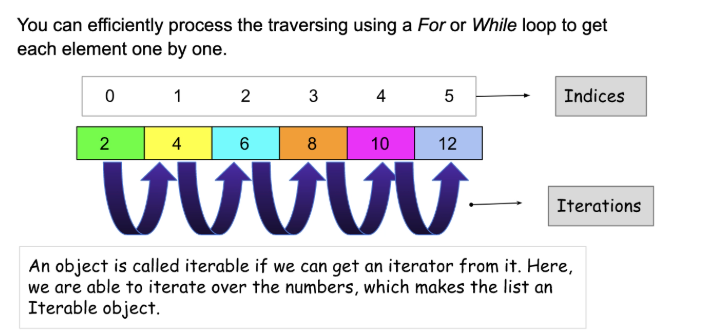 You can efficiently process the traversing using a For or While loop to get
each element one by one.
0 1 2 3 4 5
Indices
2 4 6 8 10 12
Iterations
An object is called iterable if we can get an iterator from it. Here,
we are able to iterate over the numbers, which makes the list an
Iterable object.